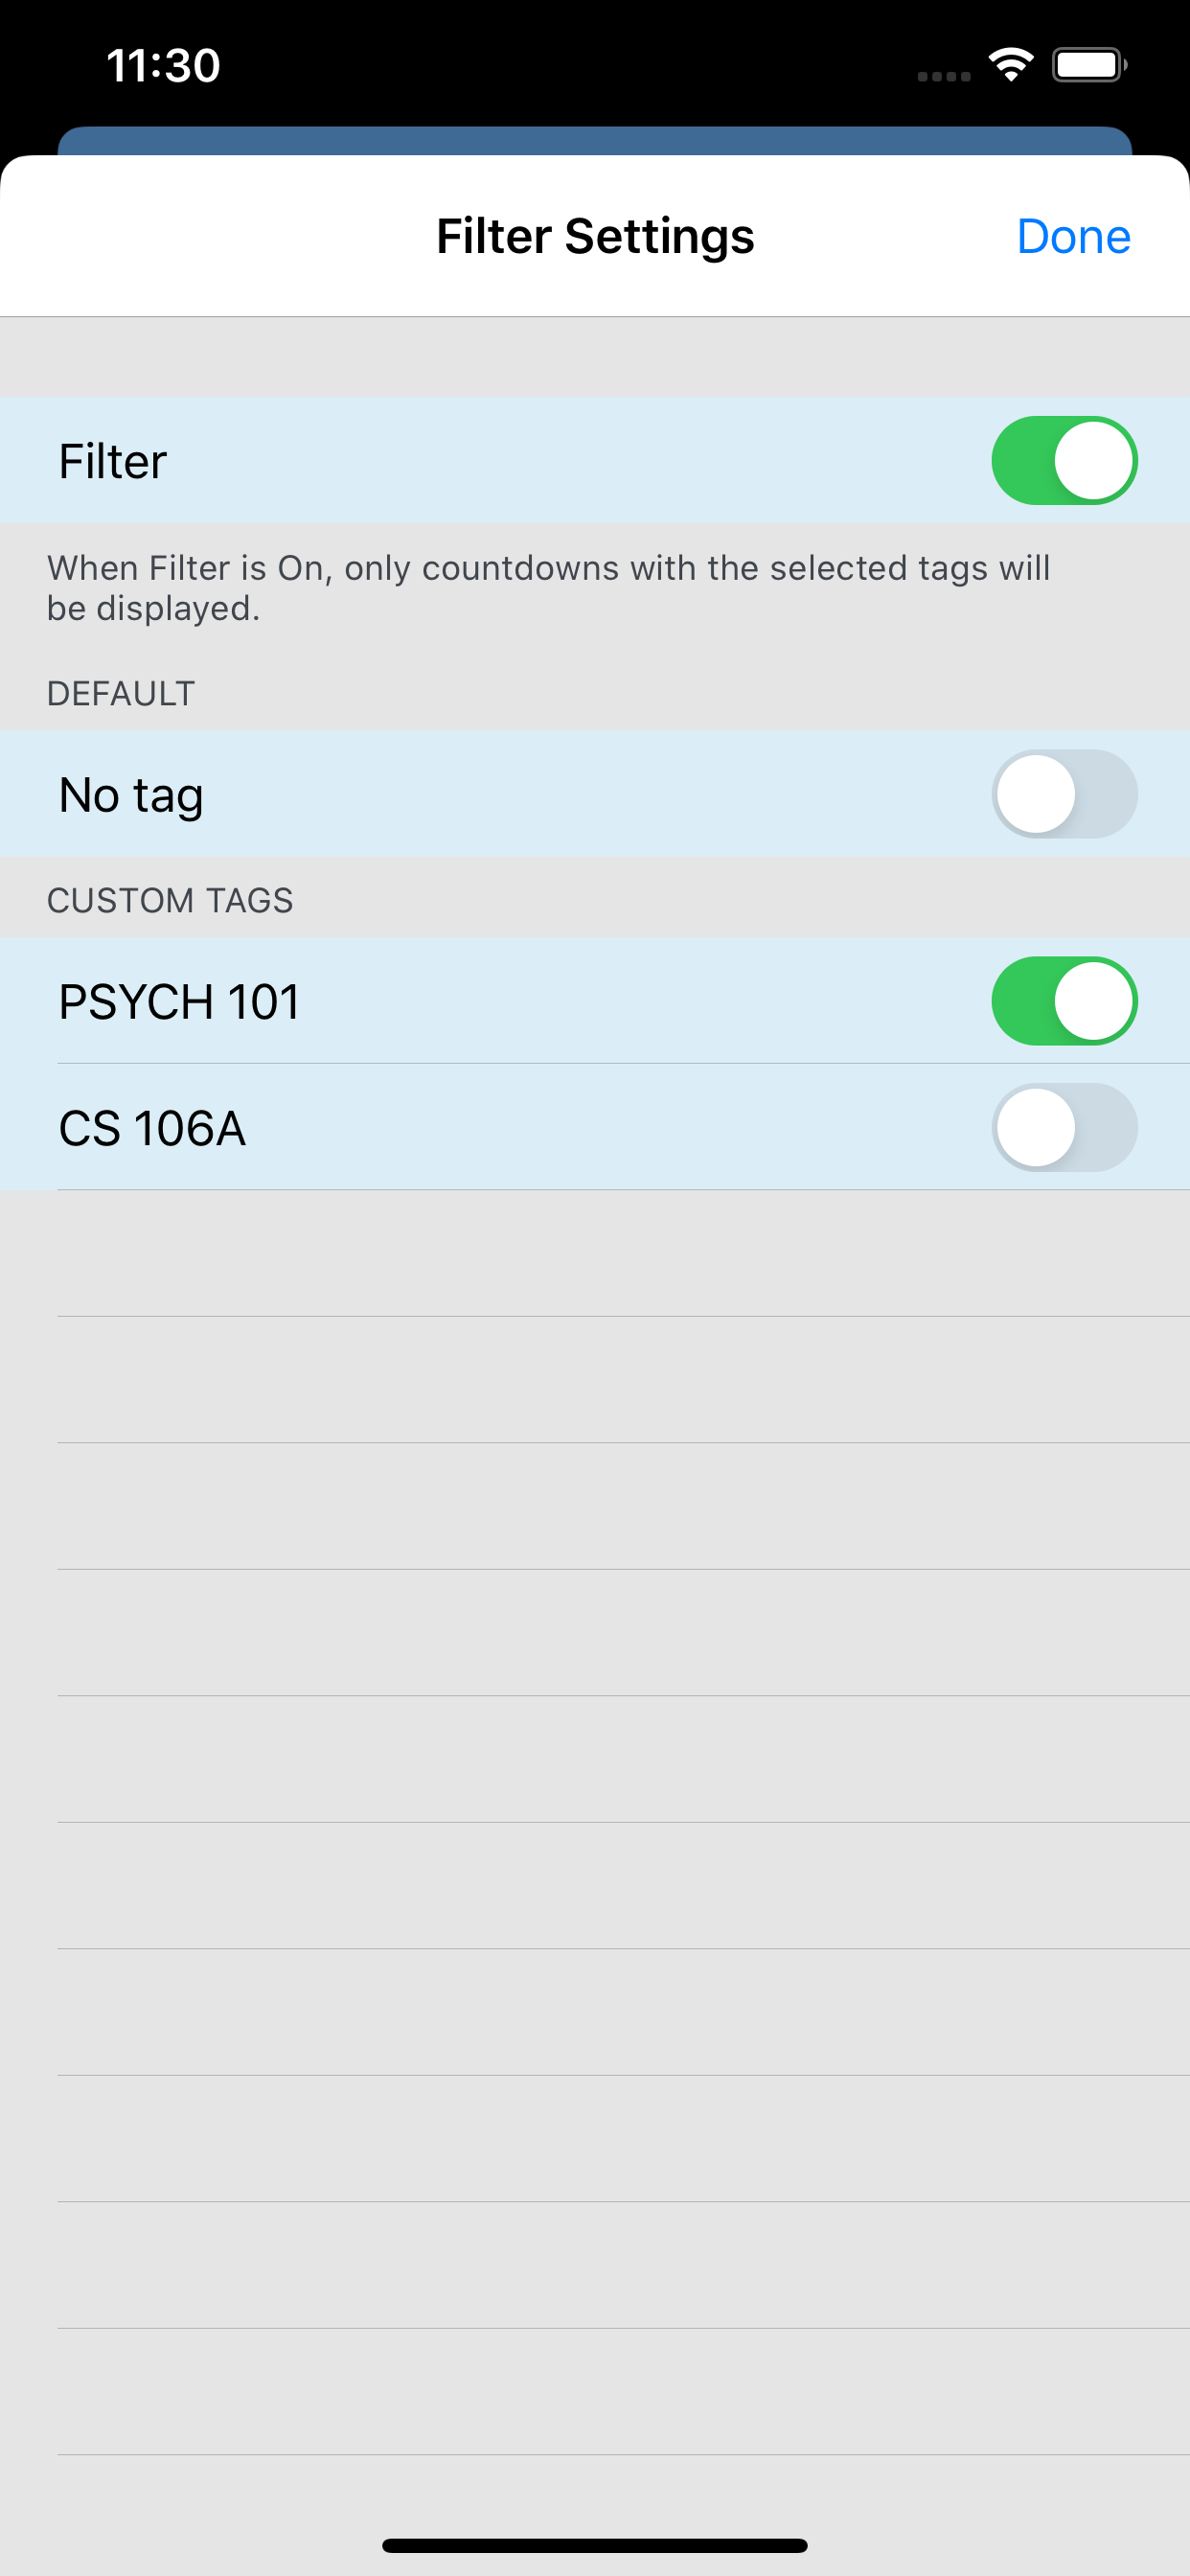 11:30
Filter Settings
Done
Filter
When Filter is On, only countdowns with the selected tags will
be displayed.
DEFAULT
No tag
CUSTOM TAGS
PSYCH 101
CS 106A